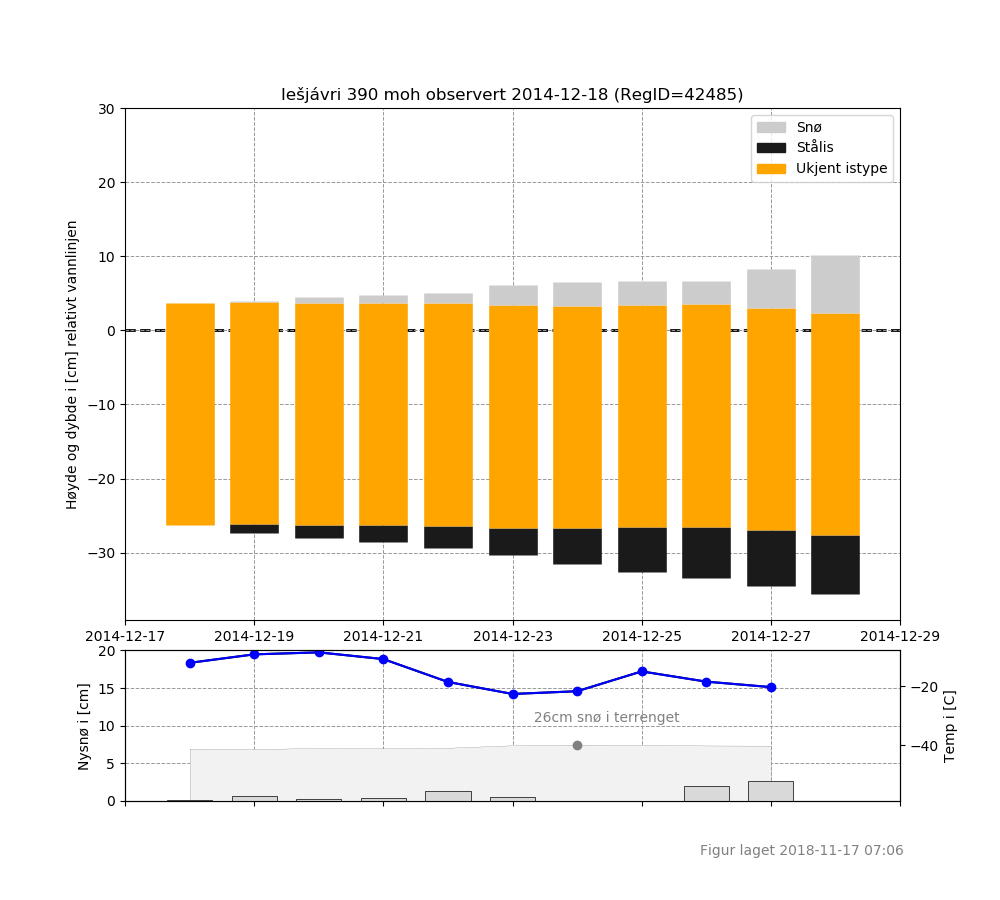 Iešjávri 390 moh observert 2014-12-18 (RegID=42485)
Høyde og dybde i [cm] relativt vannlinjen
30
20
10
0
−10
−20
−30
Snø
Stålis
Ukjent istype
2014-12-17 2014-12-19 2014-12-21 2014-12-23 2014-12-25 2014-12-27 2014-12-29
Nysnø i [cm]
20
15
10
5
0
26cm snø i terrenget
−20
−40
Temp i [C]
Figur laget 2018-11-17 07:06